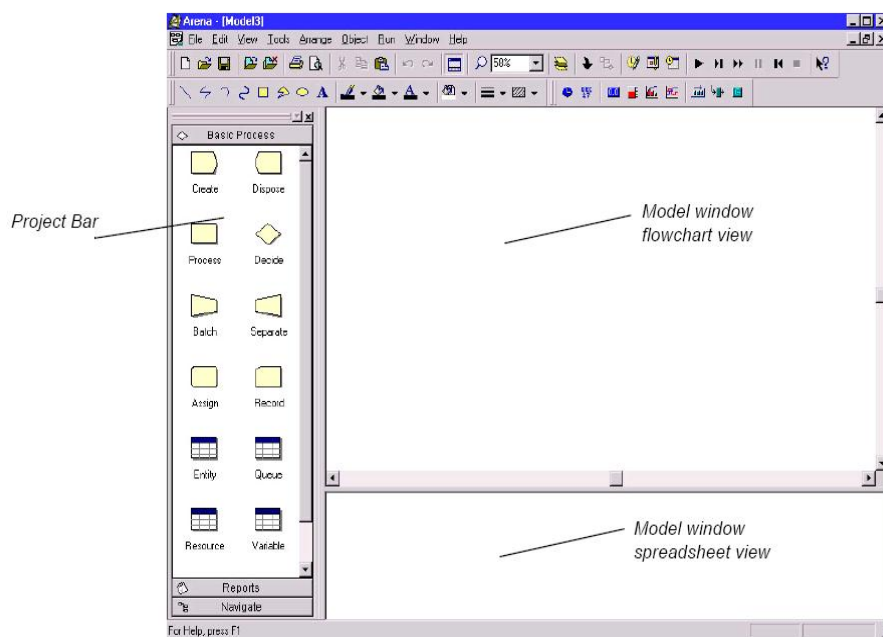 Arena - [Model3]
File Edit View Tools Arrange Object Run Window Help
50%
A A
Basic Process
Create Dispose
Project Bar
Model window
flowchart view
Process Decide
Batch Separate
Assign Record
Entity Queue
Resource Variable
Model window
spreadsheet view
Reports
Navigate
For Help, press F1